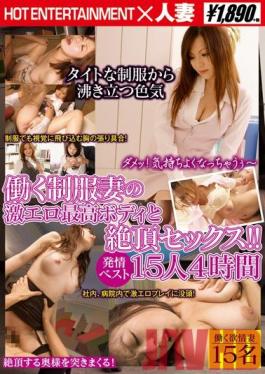 HOT ENTERTAINMENT×人妻
¥1,890
タイトな制服から
沸き立つ色気
制服でも視覚に飛び込む胸の張り具合!
ダメッ!気持ちよくなっちゃうぅ~
働く制服妻の
激エロ最高ボディと
絶頂セックス!!
発情
ベスト
15人4時間
社内、病院内で激エロプレイに没頭!
絶頂する奥様を突きまくる!
働く欲情妻
15名